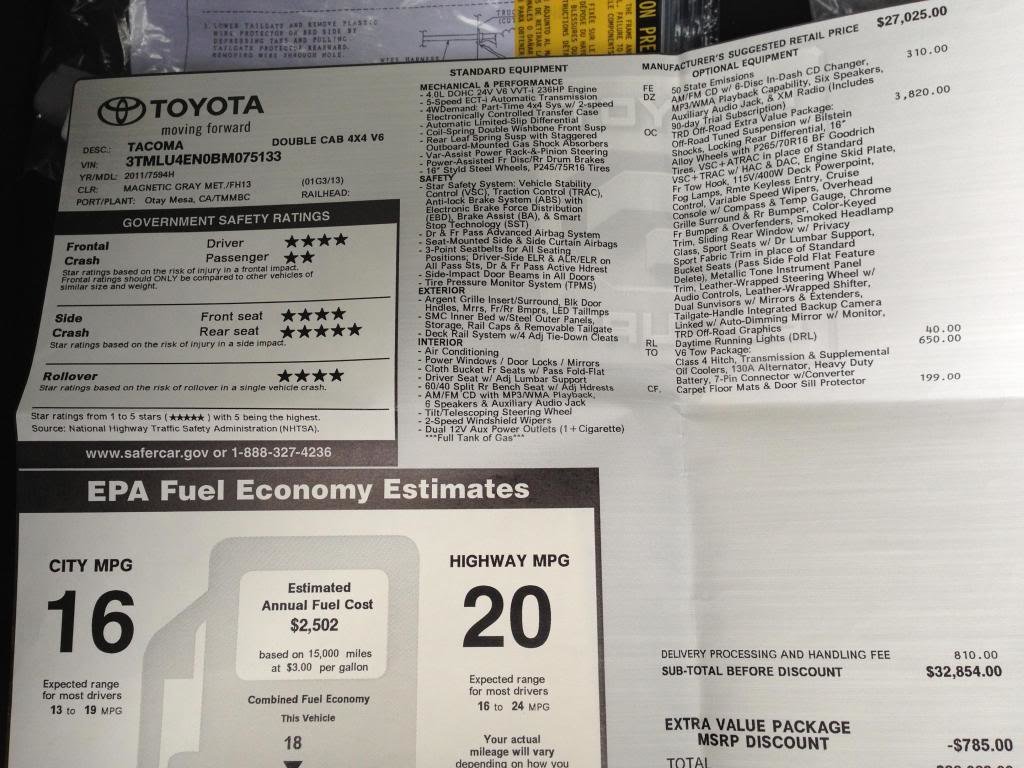 3. LOWER TAILGATE AND REMOVE PLASTIC
WIRE PROTECTOR ON BED SIDE BY
DEPRESSING TABS AND PULLING.
TAILGATE PROTECTOR REARWARD.
REMOVING WIRE THROUGH HOLE.
WIRE HARNESS
TOYOTA
moving forward
DESC.: TACOMA DOUBLE CAB 4X4 V6
VIN: 3TMLU4EN0BM075133
YR/MDL: 2011/7594H
CLR: MAGNETIC GRAY MET./FH13 (01G3/13)
PORT/PLANT: Otay Mesa, CA/TMMBC RAILHEAD:
GOVERNMENT SAFETY RATINGS
Frontal Driver ★★★★
Crash Passenger ★★
Star ratings based on the risk of injury in a frontal impact.
Frontal ratings should ONLY be compared to other vehicles of
similar size and weight.
Side Front seat ★★★★
Crash Rear seat ★★★★★
Star ratings based on the risk of injury in a side impact.
Rollover ★★★★
Star ratings based on the risk of rollover in a single vehicle crash.
Star ratings from 1 to 5 stars (★★★★★) with 5 being the highest.
Source: National Highway Traffic Safety Administration (NHTSA).
www.safercar.gov or 1-888-327-4236
EPA Fuel Economy Estimates
CITY MPG
16
Expected range
for most drivers
13 to 19 MPG
Estimated
Annual Fuel Cost
$2,502
based on 15,000 miles
at $3.00 per gallon
Combined Fuel Economy
This Vehicle
18
HIGHWAY MPG
20
Expected range
for most drivers
16 to 24 MPG
Your actual
mileage will vary
depending on how you
STANDARD EQUIPMENT
MECHANICAL & PERFORMANCE
- 4.0L DOHC 24V V6 VVT-i 236HP Engine
- 5-Speed ECT-i Automatic Transmission
- 4WDemand: Part-Time 4x4 Sys w/ 2-speed
Electronically Controlled Transfer Case
- Automatic Limited-Slip Differential
- Coil-Spring Double Wishbone Front Susp
- Rear Leaf Spring Susp with Staggered
Outboard-Mounted Gas Shock Absorbers
- Var-Assist Power Rack-&-Pinion Steering
- Power-Assisted Fr Disc/Rr Drum Brakes
- 16" Styld Steel Wheels, P245/75R16 Tires
SAFETY
- Star Safety System: Vehicle Stability
Control (VSC), Traction Control (TRAC),
Anti-lock Brake System (ABS) with
Electronic Brake Force Distribution
(EBD), Brake Assist (BA), & Smart
Stop Technology (SST)
- Dr & Fr Pass Advanced Airbag System
- Seat-Mounted Side & Side Curtain Airbags
- 3-Point Seatbelts for All Seating
Positions; Driver-Side ELR & ALR/ELR on
All Pass Sts, Dr & Fr Pass Active Hdrest
- Side-Impact Door Beams in All Doors
- Tire Pressure Monitor System (TPMS)
EXTERIOR
- Argent Grille Insert/Surround, Blk Door
Hndles, Mrrs, Fr/Rr Bmprs, LED Taillmps
- SMC Inner Bed w/Steel Outer Panels,
Storage, Rail Caps & Removable Tailgate
- Deck Rail System w/4 Adj Tie-Down Cleats
INTERIOR
- Air Conditioning
- Power Windows / Door Locks / Mirrors
- Cloth Bucket Fr Seats w/ Pass Fold-Flat
Driver Seat w/ Adj Lumbar Support
- 60/40 Split Rr Bench Seat w/ Adj Hdrests
- AM/FM CD with MP3/WMA Playback,
6 Speakers & Auxiliary Audio Jack
- Tilt/Telescoping Steering Wheel
- 2-Speed Windshield Wipers
- Dual 12V Aux Power Outlets (1+Cigarette)
***Full Tank of Gas***
MANUFACTURER'S SUGGESTED RETAIL PRICE $27,025.00
OPTIONAL EQUIPMENT
FE 50 State Emissions
DZ AM/FM CD w/ 6-Disc In-Dash CD Changer, 310.00
MP3/WMA Playback Capability, Six Speakers,
Auxiliary Audio Jack, & XM Radio (Includes
90-day Trial Subscription)
OC TRD Off-Road Extra Value Package: 3,820.00
Off-Road Tuned Suspension w/ Bilstein
Shocks, Locking Rear Differential, 16"
Alloy Wheels with P265/70R16 BF Goodrich
Tires, VSC+ATRAC in place of Standard
VSC+TRAC w/ HAC & DAC, Engine Skid Plate,
Fr Tow Hook, 115V/400W Deck Powerpoint,
Fog Lamps, Rmte Keyless Entry, Cruise
Control, Variable Speed Wipers, Overhead
Console w/ Compass & Temp Gauge, Chrome
Grille Surround & Rr Bumper, Color-Keyed
Fr Bumper & Overfenders, Smoked Headlamp
Trim, Sliding Rear Window w/ Privacy
Glass, Sport Seats w/ Dr Lumbar Support,
Sport Fabric Trim in place of Standard
Bucket Seats (Pass Side Fold Flat Feature
Delete), Metallic Tone Instrument Panel
Trim, Leather-Wrapped Steering Wheel w/
Audio Controls, Leather-Wrapped Shifter,
Dual Sunvisors w/ Mirrors & Extenders,
Tailgate-Handle Integrated Backup Camera
Linked w/ Auto-Dimming Mirror w/ Monitor,
TRD Off-Road Graphics
RL Daytime Running Lights (DRL) 40.00
TO V6 Tow Package: 650.00
Class 4 Hitch, Transmission & Supplemental
Oil Coolers, 130A Alternator, Heavy Duty
Battery, 7-Pin Connector w/Converter
CF. Carpet Floor Mats & Door Sill Protector 199.00
DELIVERY PROCESSING AND HANDLING FEE 810.00
SUB-TOTAL BEFORE DISCOUNT $32,854.00
EXTRA VALUE PACKAGE
MSRP DISCOUNT -$785.00
TOTAL